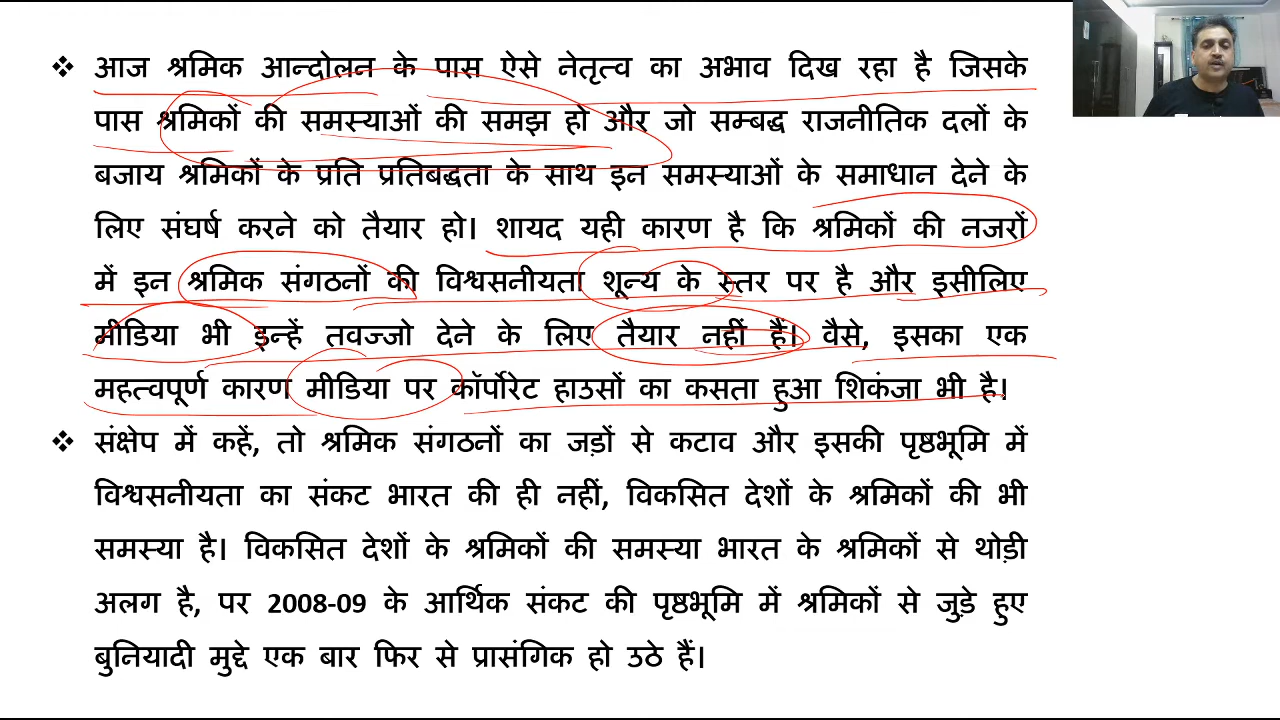 ❖ आज श्रमिक आन्दोलन के पास ऐसे नेतृत्व का अभाव दिख रहा है जिसके
पास श्रमिकों की समस्याओं की समझ हो और जो सम्बद्ध राजनीतिक दलों के
बजाय श्रमिकों के प्रति प्रतिबद्धता के साथ इन समस्याओं के समाधान देने के
लिए संघर्ष करने को तैयार हो। शायद यही कारण है कि श्रमिकों की नजरों
में इन श्रमिक संगठनों की विश्वसनीयता शून्य के स्तर पर है और इसीलिए
मीडिया भी इन्हें तवज्जो देने के लिए तैयार नहीं हैं। वैसे, इसका एक
महत्वपूर्ण कारण मीडिया पर कॉर्पोरेट हाउसों का कसता हुआ शिकंजा भी है।
❖ संक्षेप में कहें, तो श्रमिक संगठनों का जड़ों से कटाव और इसकी पृष्ठभूमि में
विश्वसनीयता का संकट भारत की ही नहीं, विकसित देशों के श्रमिकों की भी
समस्या है। विकसित देशों के श्रमिकों की समस्या भारत के श्रमिकों से थोड़ी
अलग है, पर 2008-09 के आर्थिक संकट की पृष्ठभूमि में श्रमिकों से जुड़े हुए
बुनियादी मुद्दे एक बार फिर से प्रासंगिक हो उठे हैं।